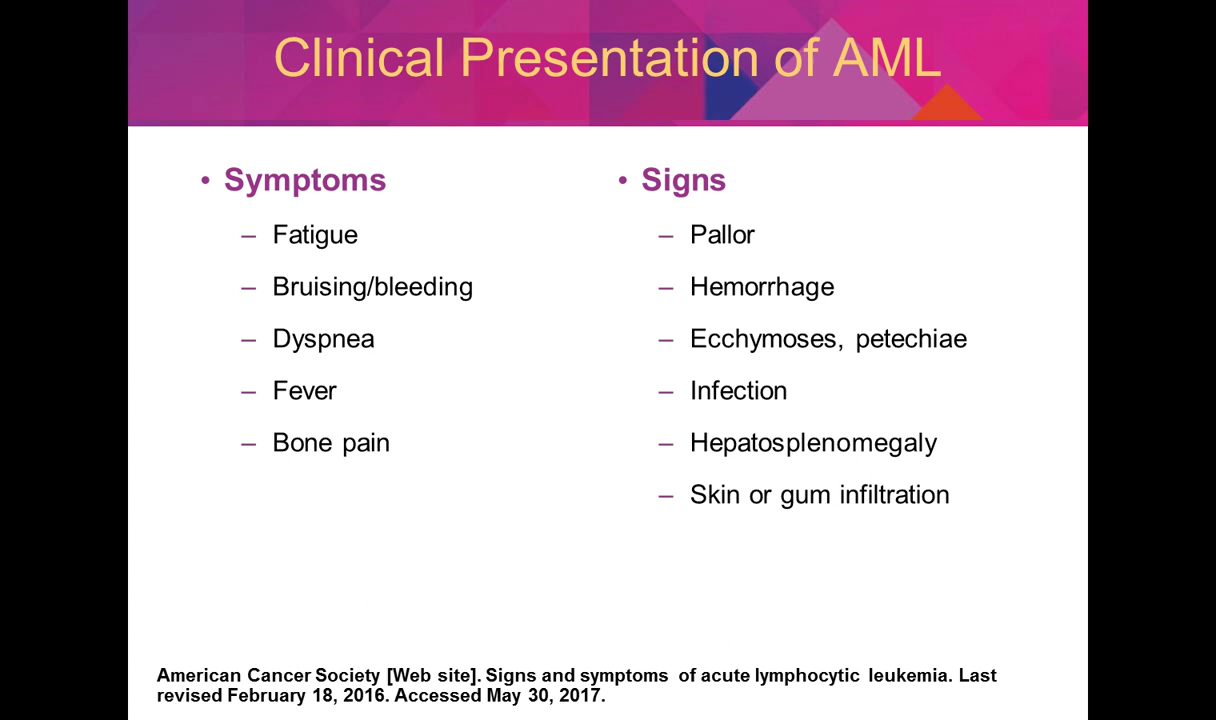 Clinical Presentation of AML
• Symptoms
– Fatigue
– Bruising/bleeding
– Dyspnea
– Fever
– Bone pain
• Signs
– Pallor
– Hemorrhage
– Ecchymoses, petechiae
– Infection
– Hepatosplenomegaly
– Skin or gum infiltration
American Cancer Society [Web site]. Signs and symptoms of acute lymphocytic leukemia. Last
revised February 18, 2016. Accessed May 30, 2017.